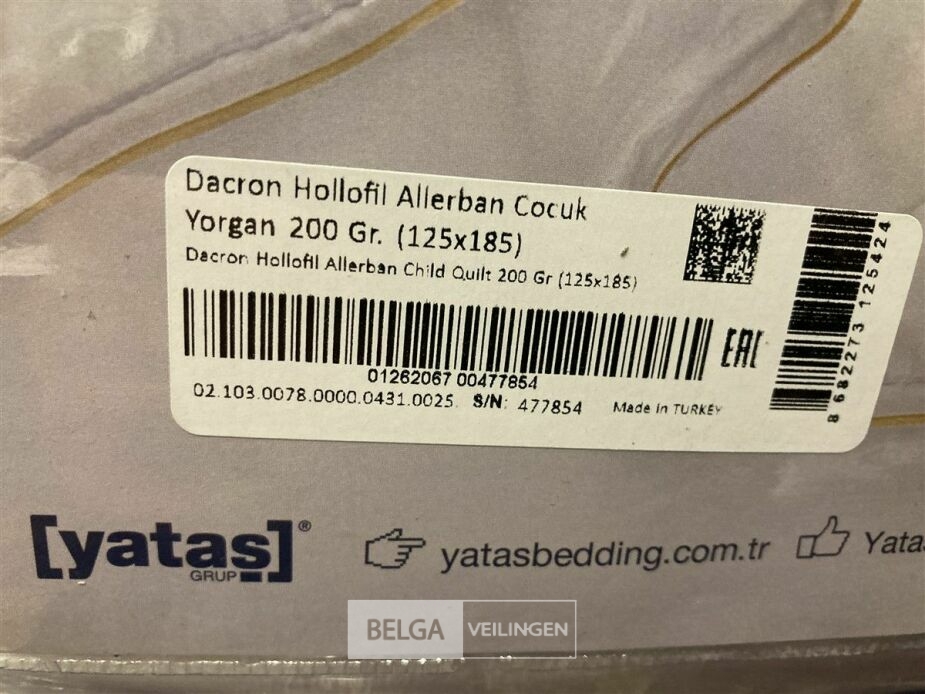 Dacron Hollofil Allerban Cocuk
Yorgan 200 Gr. (125x185)
Dacron Hollofil Allerban Child Quilt 200 Gr (125x185)
EAC
01262067 00477854
02.103.0078.0000.0431.0025. S/N: 477854 Made in TURKEY
8 682273 125424
[yataş]®
GRUP
yatasbedding.com.tr
Yata
BELGA VEILINGEN